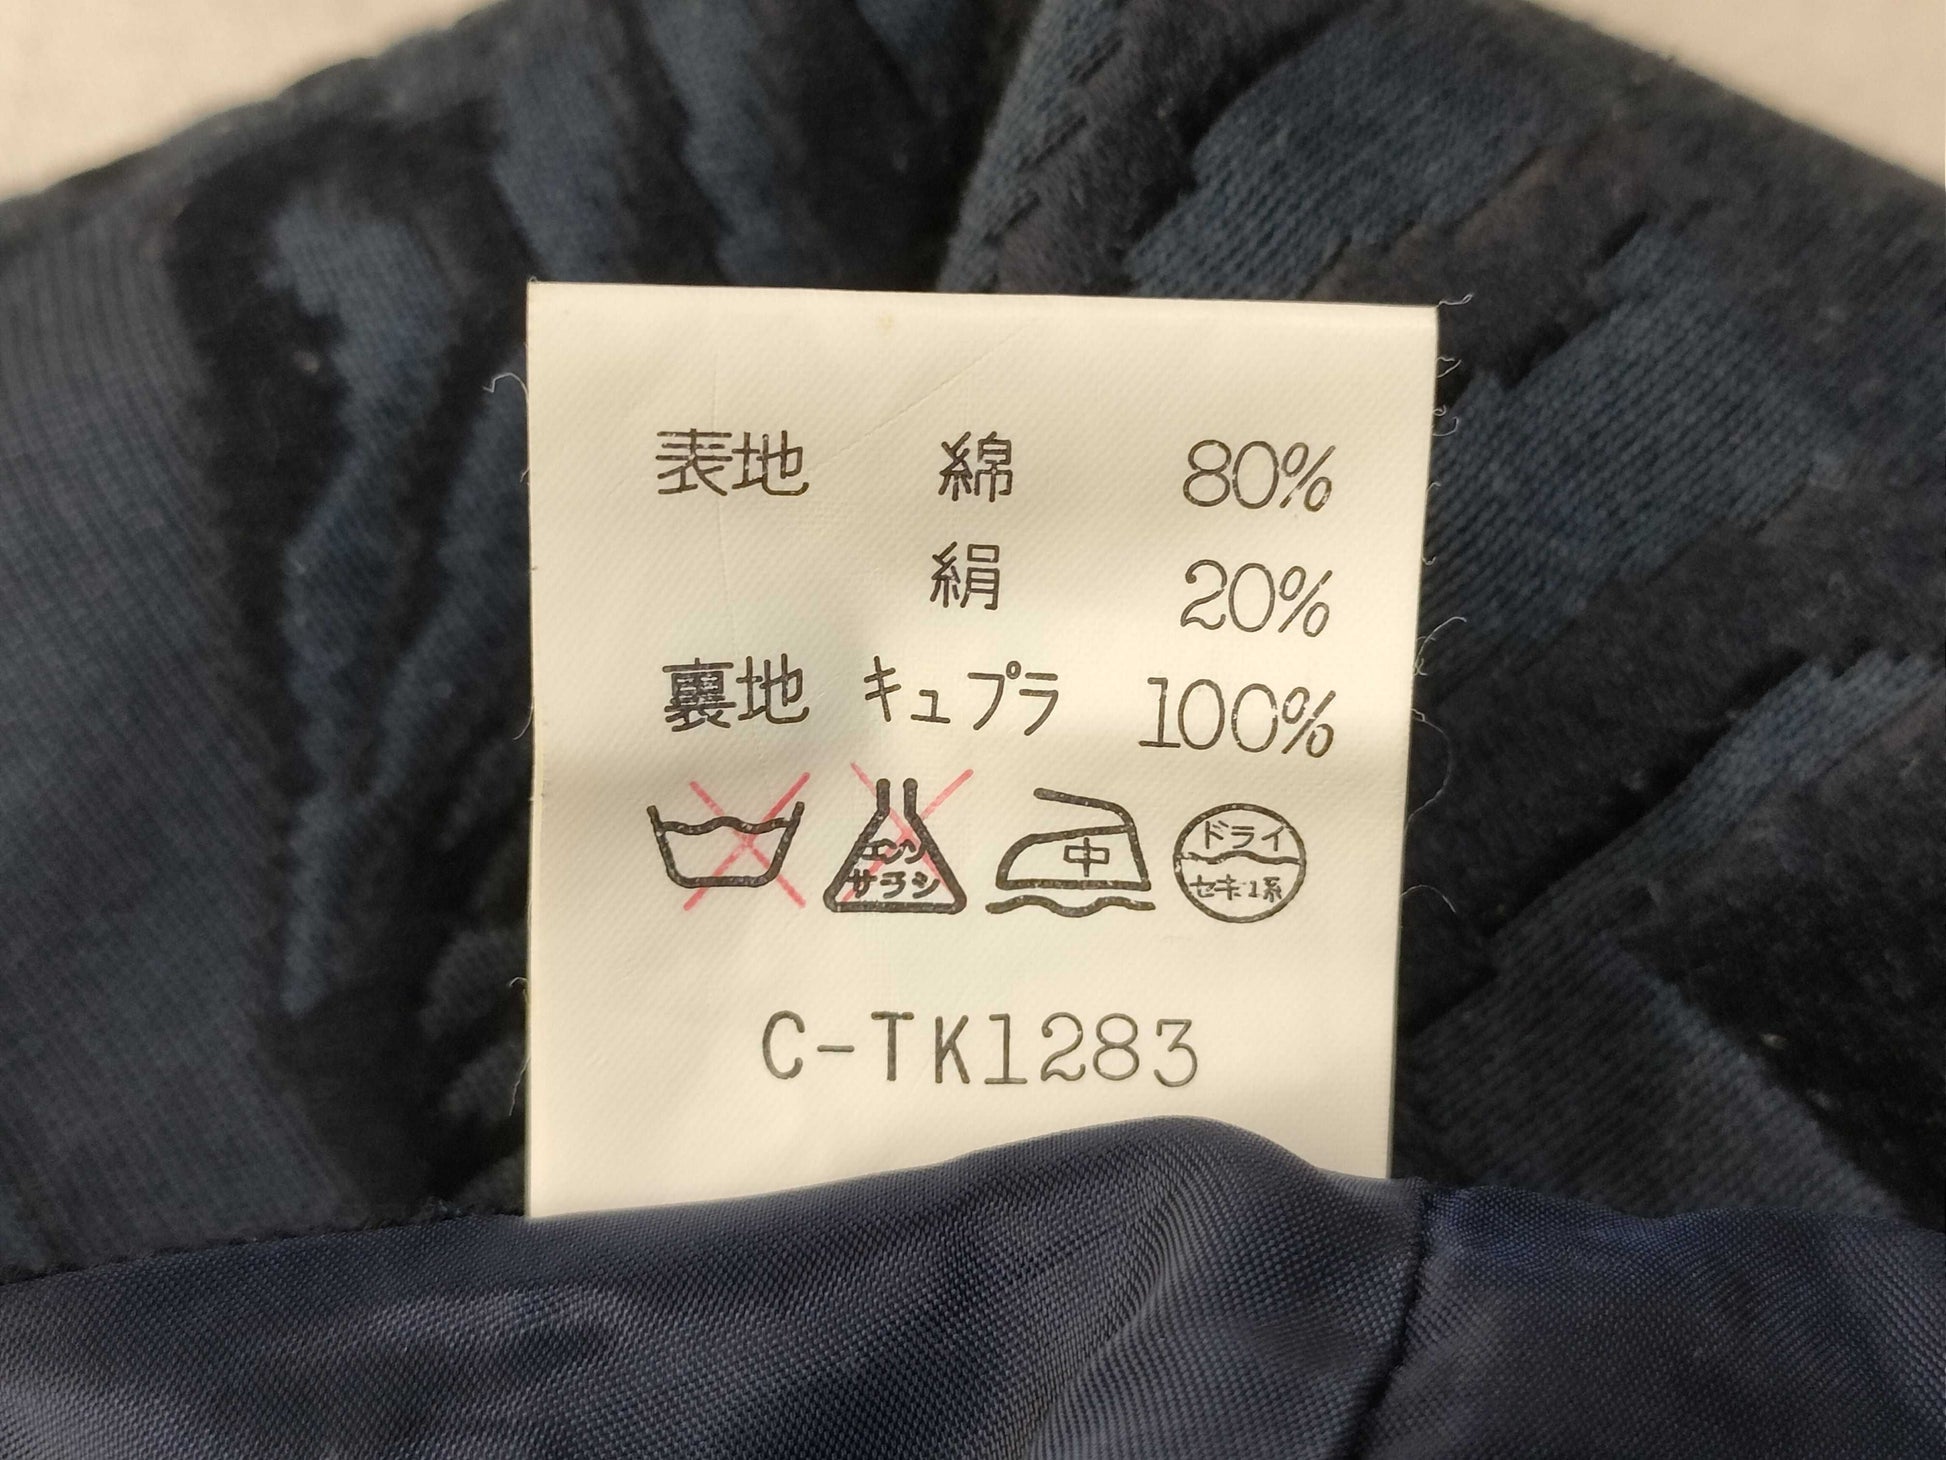 表地 綿 80%
絹 20%
裏地 キュプラ 100%
エンソ
サラシ
中
ドライ
セキユ系
C-TK1283